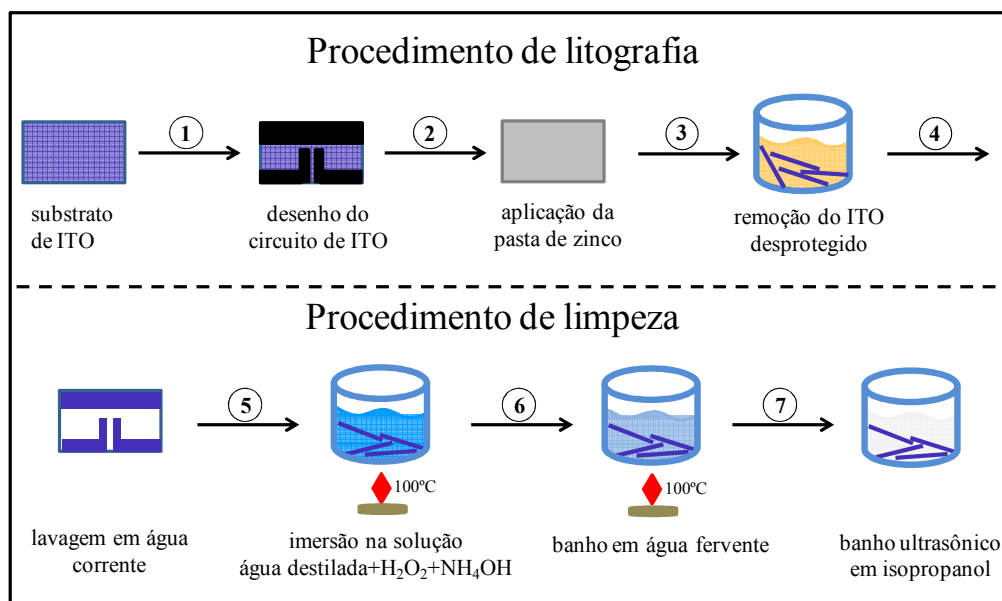 Procedimento de litografia
1
2
3
4
substrato
de ITO
desenho do
circuito de ITO
aplicação da
pasta de zinco
remoção do ITO
desprotegido
Procedimento de limpeza
5
6
7
100ºC
100ºC
lavagem em água
corrente
imersão na solução
água destilada+H₂O₂+NH₄OH
banho em água fervente
banho ultrasônico
em isopropanol